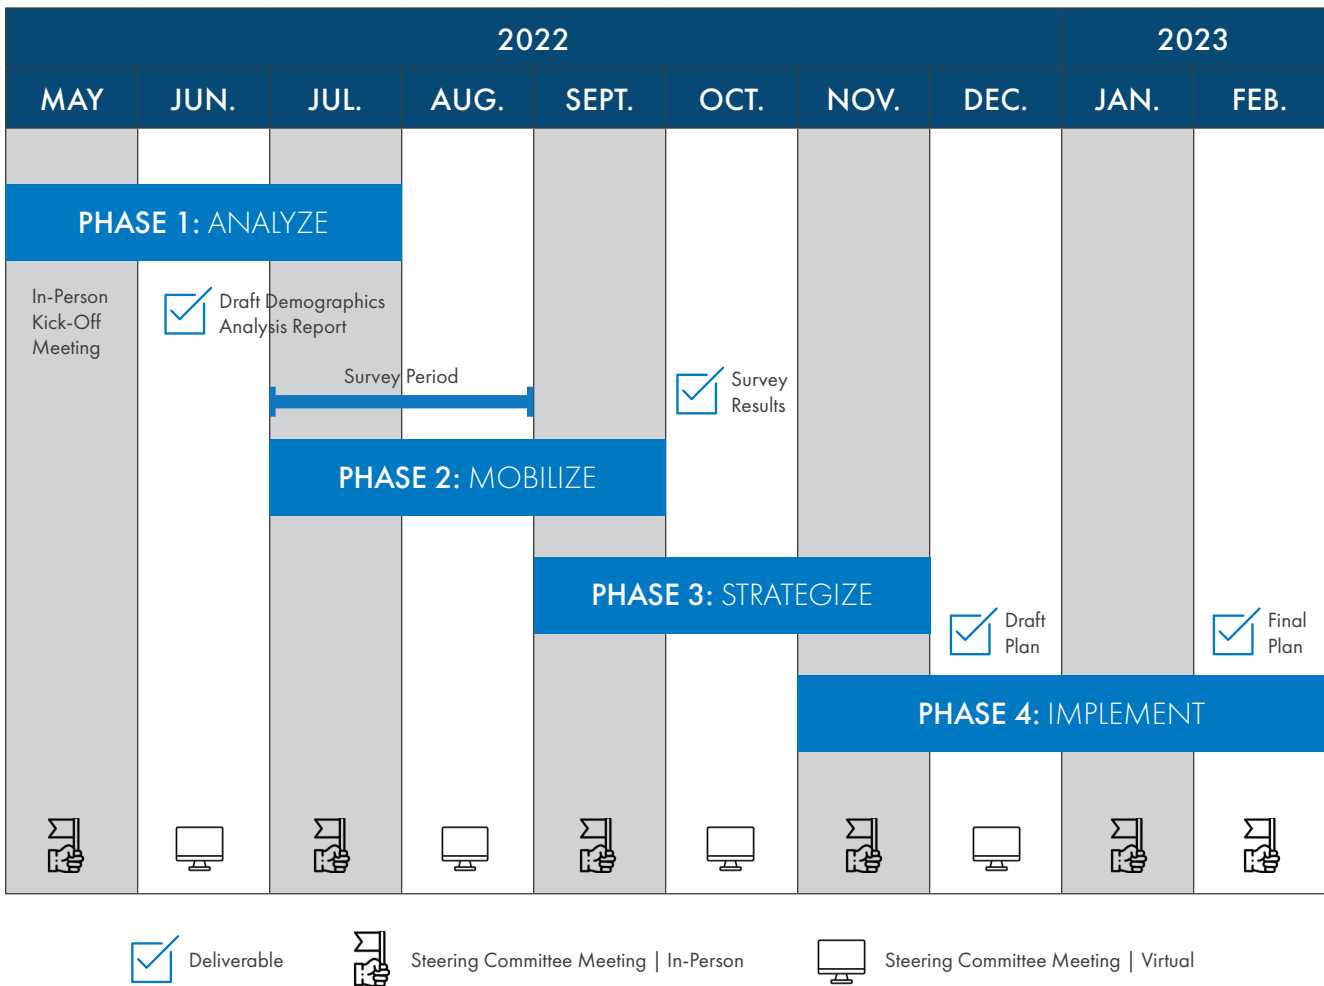 2022
2023
MAY
JUN.
JUL.
AUG.
SEPT.
OCT.
NOV.
DEC.
JAN.
FEB.
PHASE 1: ANALYZE
In-Person
Kick-Off
Meeting
Draft Demographics
Analysis Report
Survey Period
Survey
Results
PHASE 2: MOBILIZE
PHASE 3: STRATEGIZE
Draft
Plan
Final
Plan
PHASE 4: IMPLEMENT
Deliverable
Steering Committee Meeting | In-Person
Steering Committee Meeting | Virtual